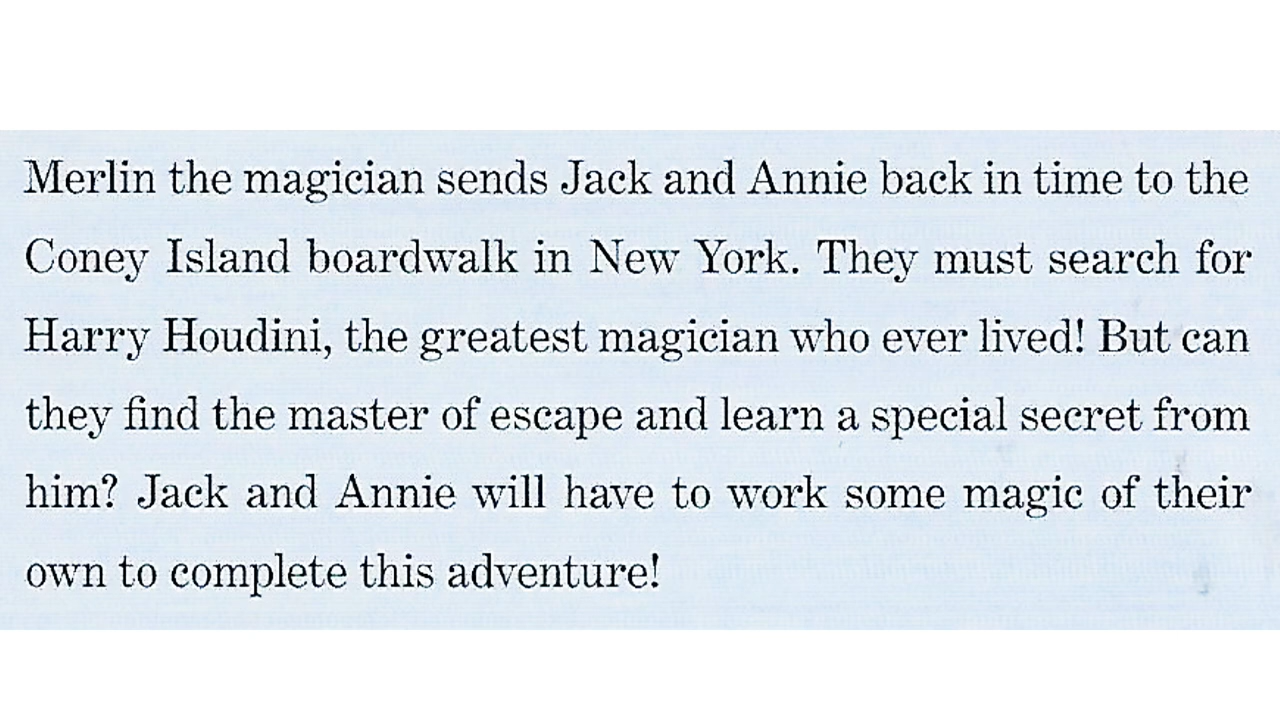 Merlin the magician sends Jack and Annie back in time to the
Coney Island boardwalk in New York. They must search for
Harry Houdini, the greatest magician who ever lived! But can
they find the master of escape and learn a special secret from
him? Jack and Annie will have to work some magic of their
own to complete this adventure!